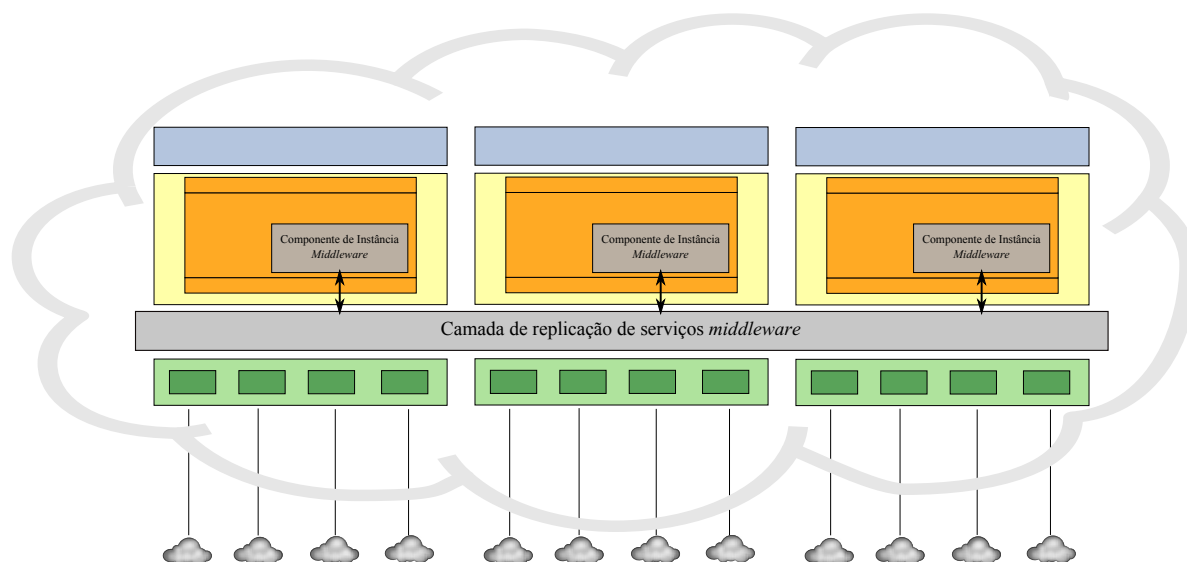 Componente de Instância
Middleware
Componente de Instância
Middleware
Componente de Instância
Middleware
Camada de replicação de serviços middleware